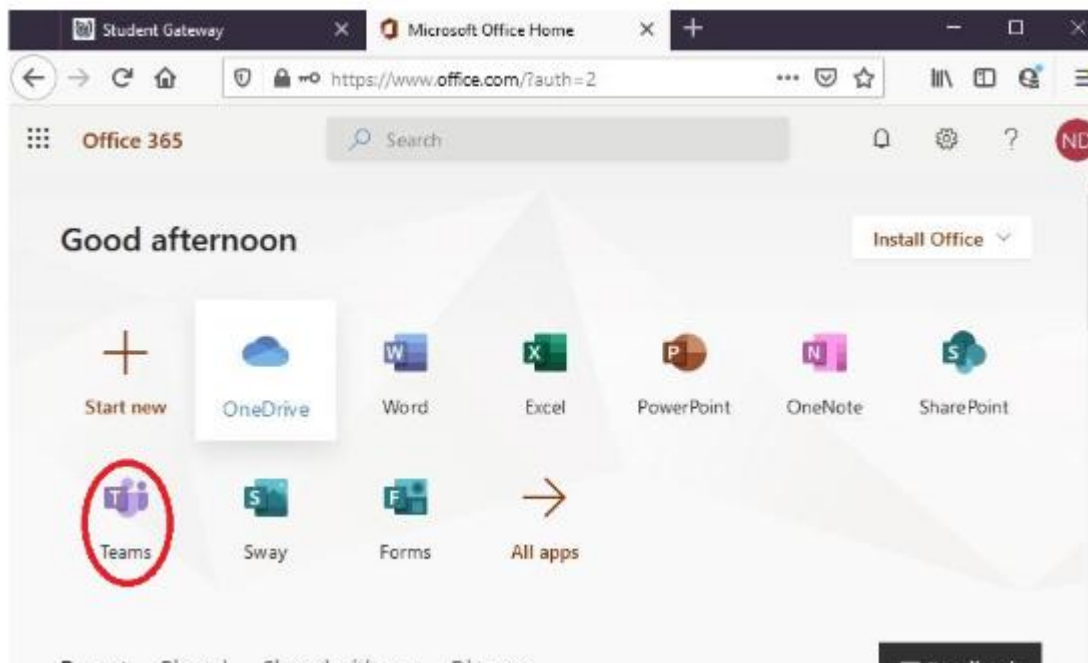 Student Gateway Microsoft Office Home
https://www.office.com/?auth=2
Office 365 Search ? ND
Good afternoon Install Office
Start new OneDrive Word Excel PowerPoint OneNote SharePoint
Teams Sway Forms All apps